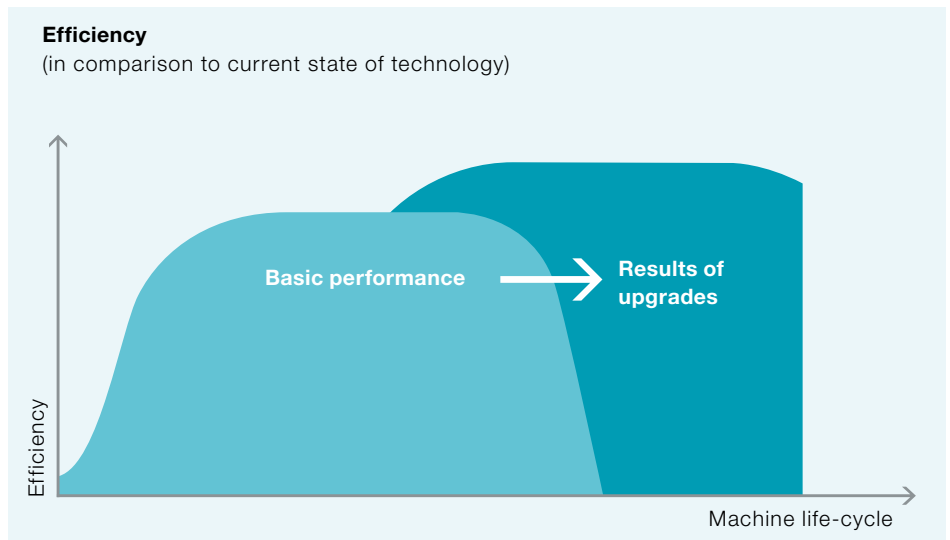 Efficiency
(in comparison to current state of technology)
Basic performance
Results of
upgrades
Efficiency
Machine life-cycle